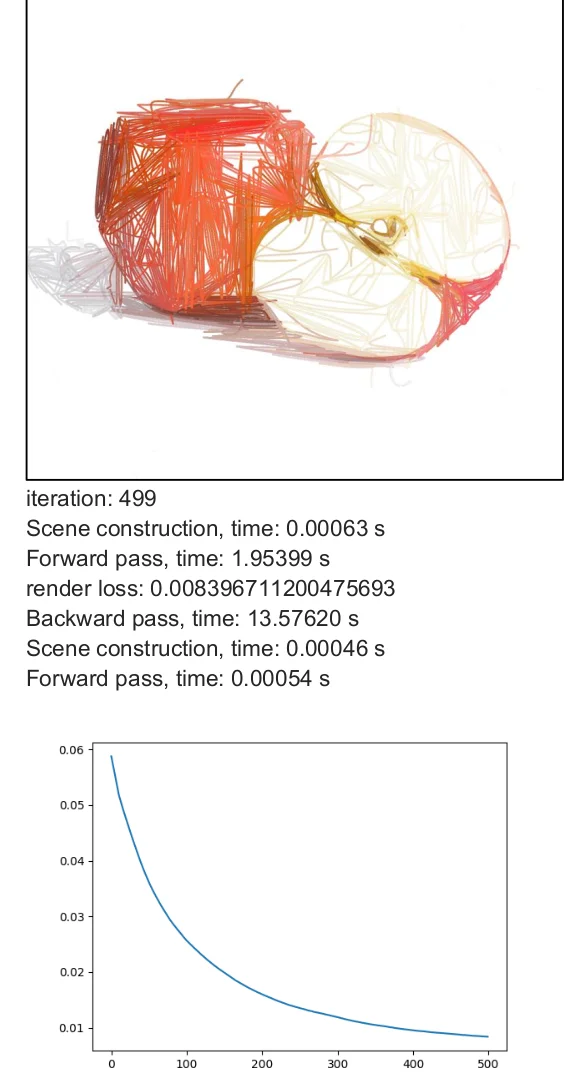 iteration: 499
Scene construction, time: 0.00063 s
Forward pass, time: 1.95399 s
render loss: 0.008396711200475693
Backward pass, time: 13.57620 s
Scene construction, time: 0.00046 s
Forward pass, time: 0.00054 s
0.06
0.05
0.04
0.03
0.02
0.01
0 100 200 300 400 500